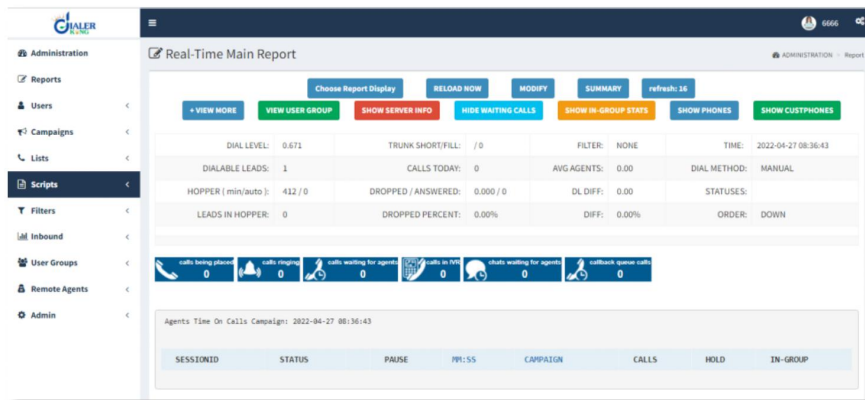 DIALER
KING
6666
Administration
Reports
Users
Campaigns
Lists
Scripts
Filters
Inbound
User Groups
Remote Agents
Admin
Real-Time Main Report
ADMINISTRATION - Report
Choose Report Display RELOAD NOW MODIFY SUMMARY refresh: 16
+ VIEW MORE VIEW USER GROUP SHOW SERVER INFO HIDE WAITING CALLS SHOW IN-GROUP STATS SHOW PHONES SHOW CUSTPHONES
DIAL LEVEL: 0.671 TRUNK SHORT/FILL: / 0 FILTER: NONE TIME: 2022-04-27 08:36:43
DIALABLE LEADS: 1 CALLS TODAY: 0 AVG AGENTS: 0.00 DIAL METHOD: MANUAL
HOPPER ( min/auto ): 412 / 0 DROPPED / ANSWERED: 0.000 / 0 DL DIFF: 0.00 STATUSES:
LEADS IN HOPPER: 0 DROPPED PERCENT: 0.00% DIFF: 0.00% ORDER: DOWN
calls being placed calls ringing calls waiting for agents calls in IVR chats waiting for agents callback queue calls
0 0 0 0 0 0
Agents Time On Calls Campaign: 2022-04-27 08:36:43
SESSIONID STATUS PAUSE MM:SS CAMPAIGN CALLS HOLD IN-GROUP